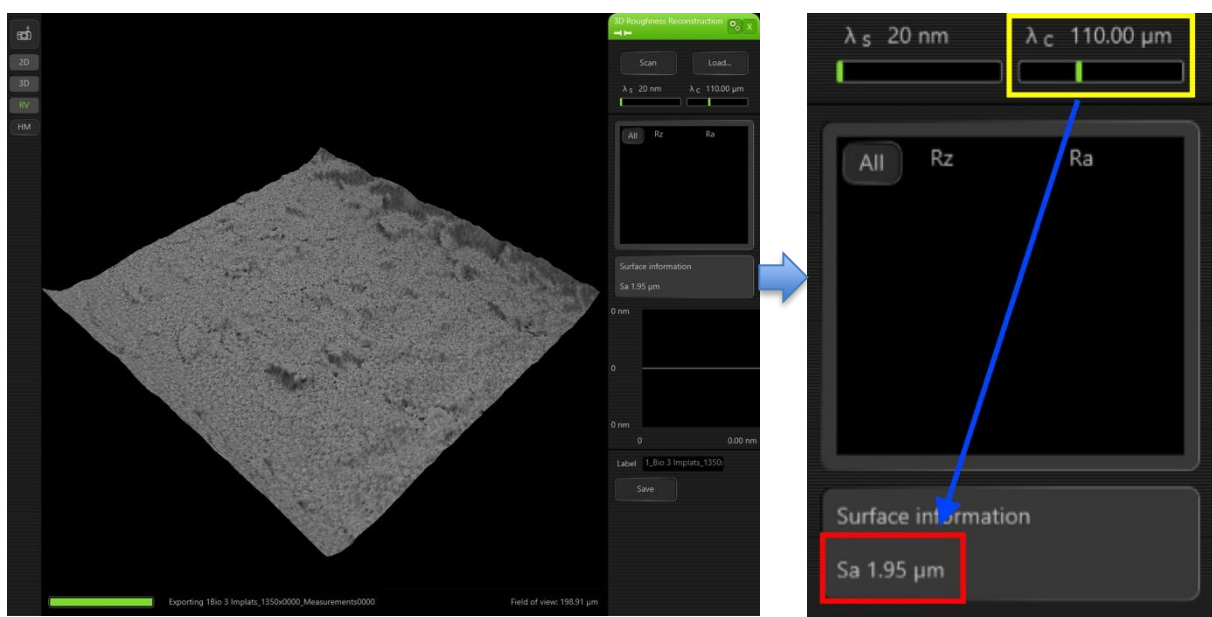 3D Roughness Reconstruction
X
2D
3D
RV
HM
Scan
Load...
λs 20 nm
λc 110.00 µm
All
Rz
Ra
Surface information
Sa 1.95 µm
0 nm
0
0 nm
0
0.00 nm
Label
1_Bio 3 Implats_1350:
Save
Exporting 1Bio 3 Implats_1350x0000_Measurements0000
Field of view: 198.91 µm
λs 20 nm
λc 110.00 µm
All
Rz
Ra
Surface information
Sa 1.95 µm